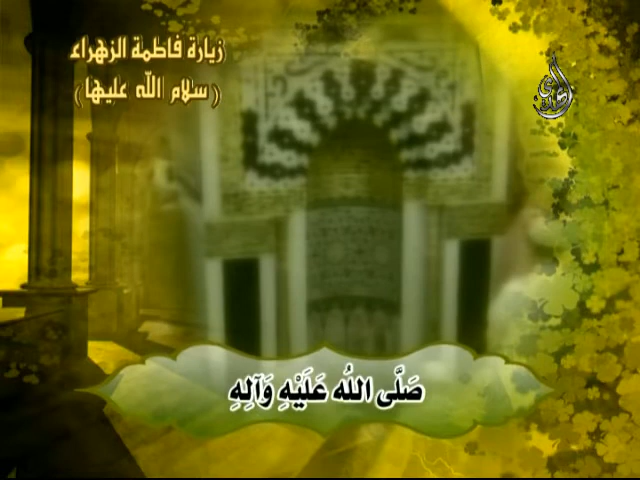 زيارة فاطمة الزهراء
(سلام الله عليها)
صَلَّى اللهُ عَلَيْهِ وَآلِهِ